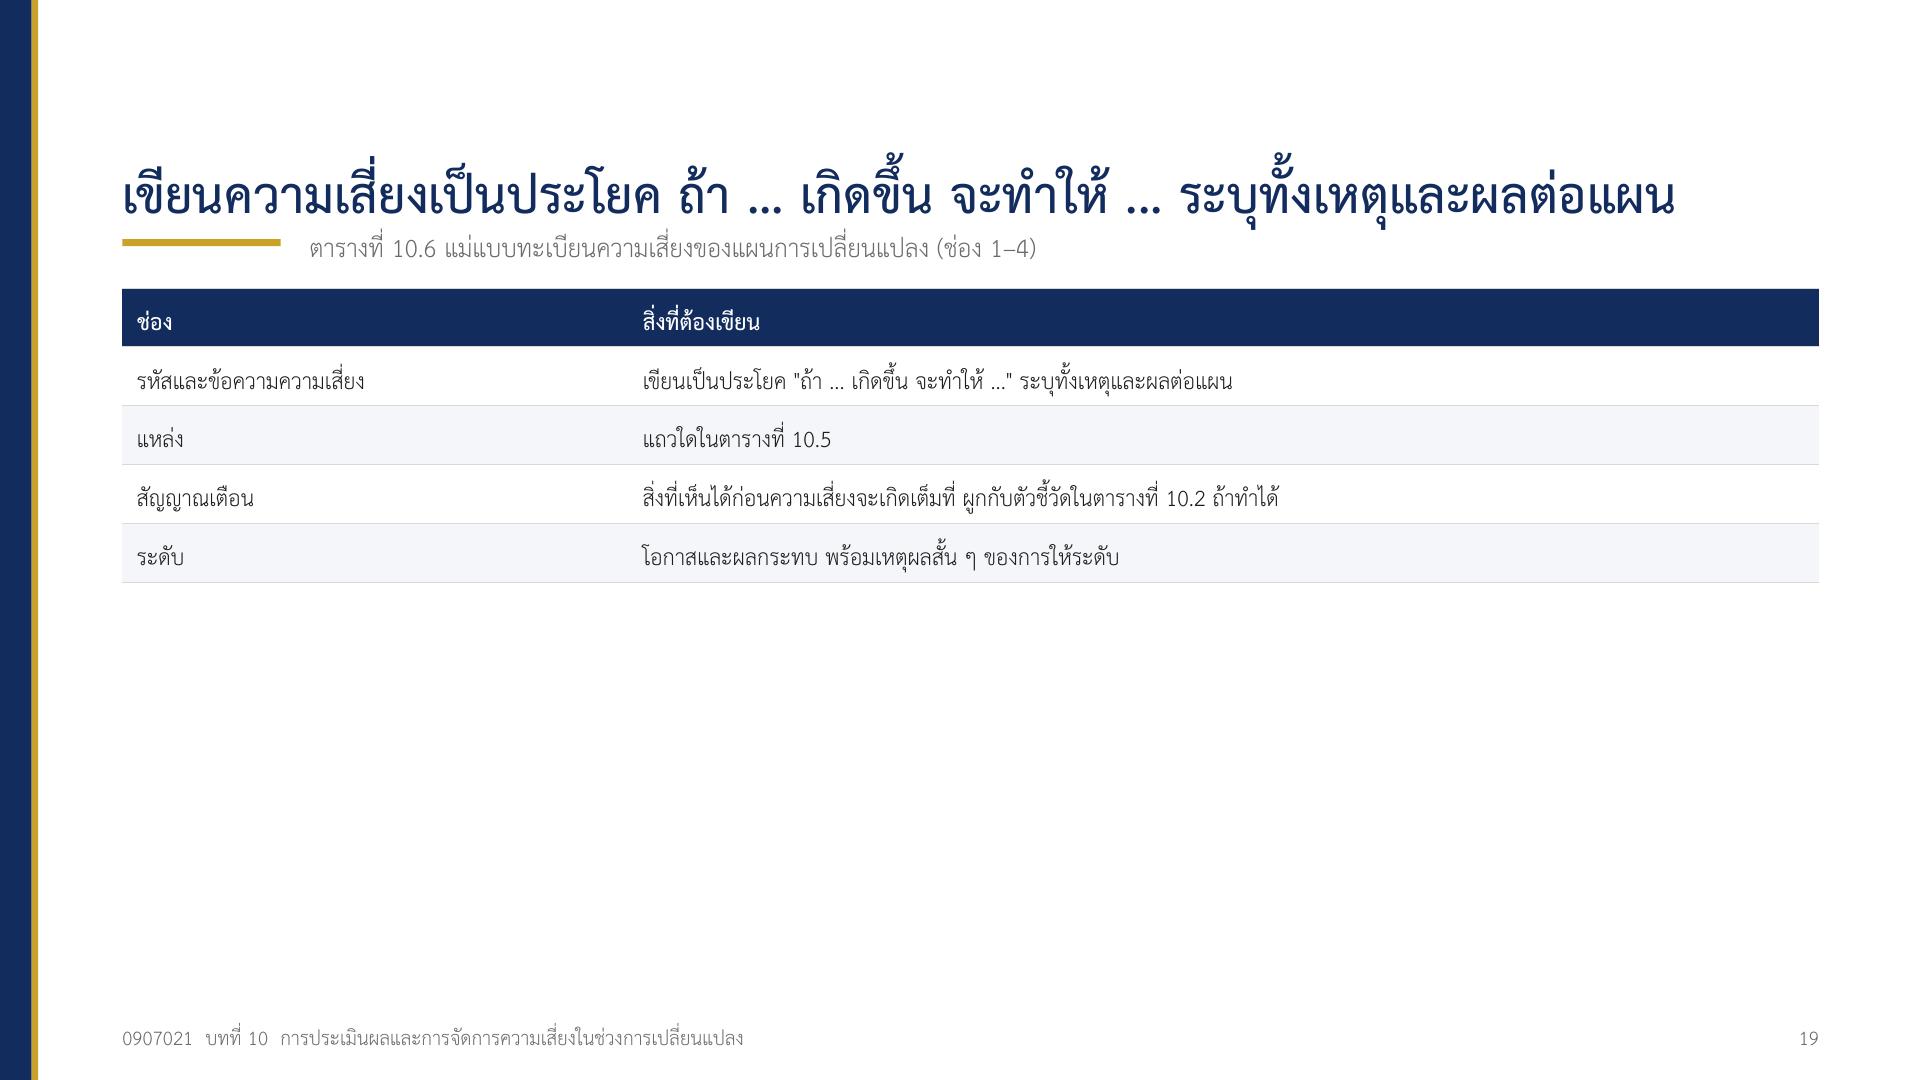 เขียนความเสี่ยงเป็นประโยค ถ้า ... เกิดขึ้น จะทำให้ ... ระบุทั้งเหตุและผลต่อแผน
ตารางที่ 10.6 แม่แบบทะเบียนความเสี่ยงของแผนการเปลี่ยนแปลง (ช่อง 1–4)
ช่อง สิ่งที่ต้องเขียน
รหัสและข้อความความเสี่ยง เขียนเป็นประโยค "ถ้า ... เกิดขึ้น จะทำให้ ..." ระบุทั้งเหตุและผลต่อแผน
แหล่ง แถวใดในตารางที่ 10.5
สัญญาณเตือน สิ่งที่เห็นได้ก่อนความเสี่ยงจะเกิดเต็มที่ ผูกกับตัวชี้วัดในตารางที่ 10.2 ถ้าทำได้
ระดับ โอกาสและผลกระทบ พร้อมเหตุผลสั้น ๆ ของการให้ระดับ
0907021 บทที่ 10 การประเมินผลและการจัดการความเสี่ยงในช่วงการเปลี่ยนแปลง 19